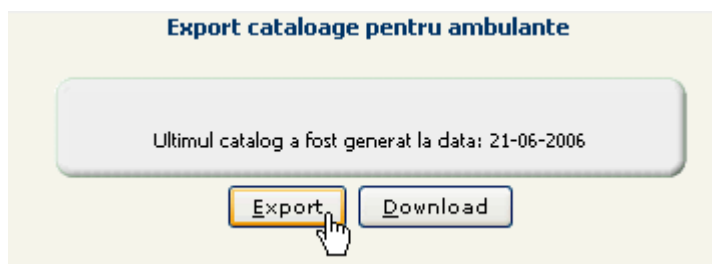 Export cataloage pentru ambulante
Ultimul catalog a fost generat la data: 21-06-2006
Export Download